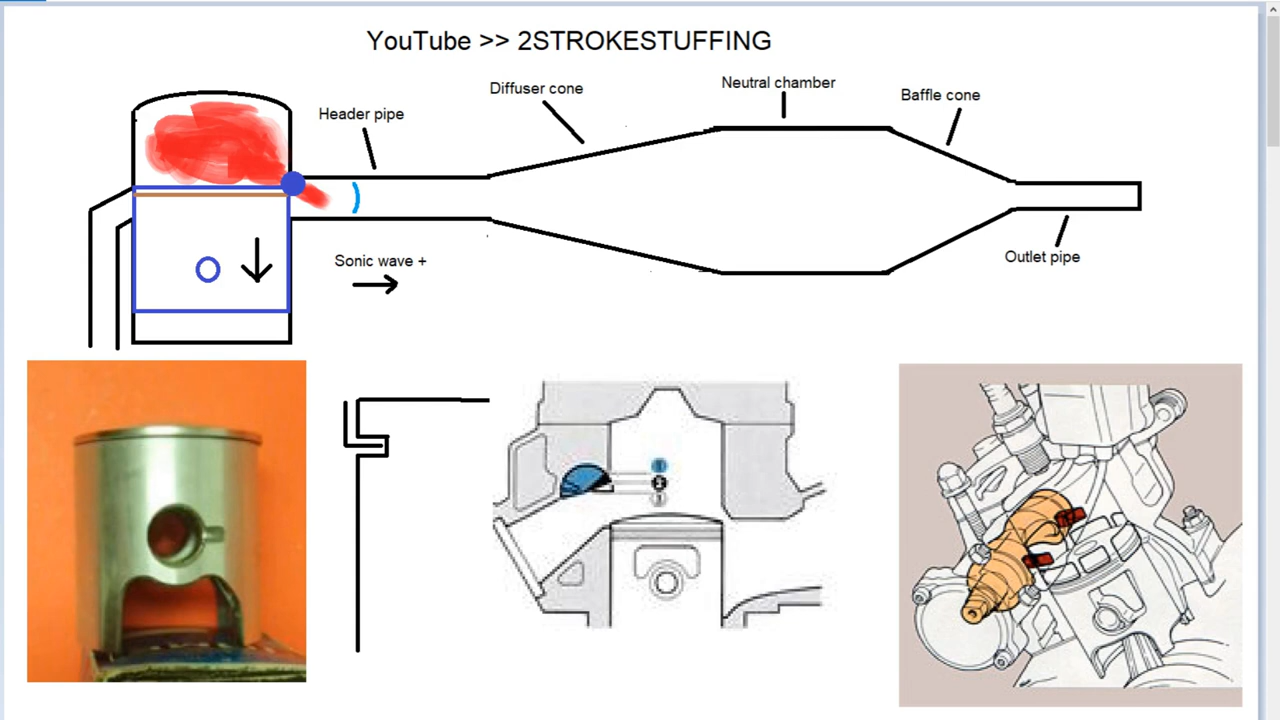 YouTube >> 2STROKESTUFFING
Diffuser cone
Neutral chamber
Baffle cone
Header pipe
Sonic wave +
Outlet pipe